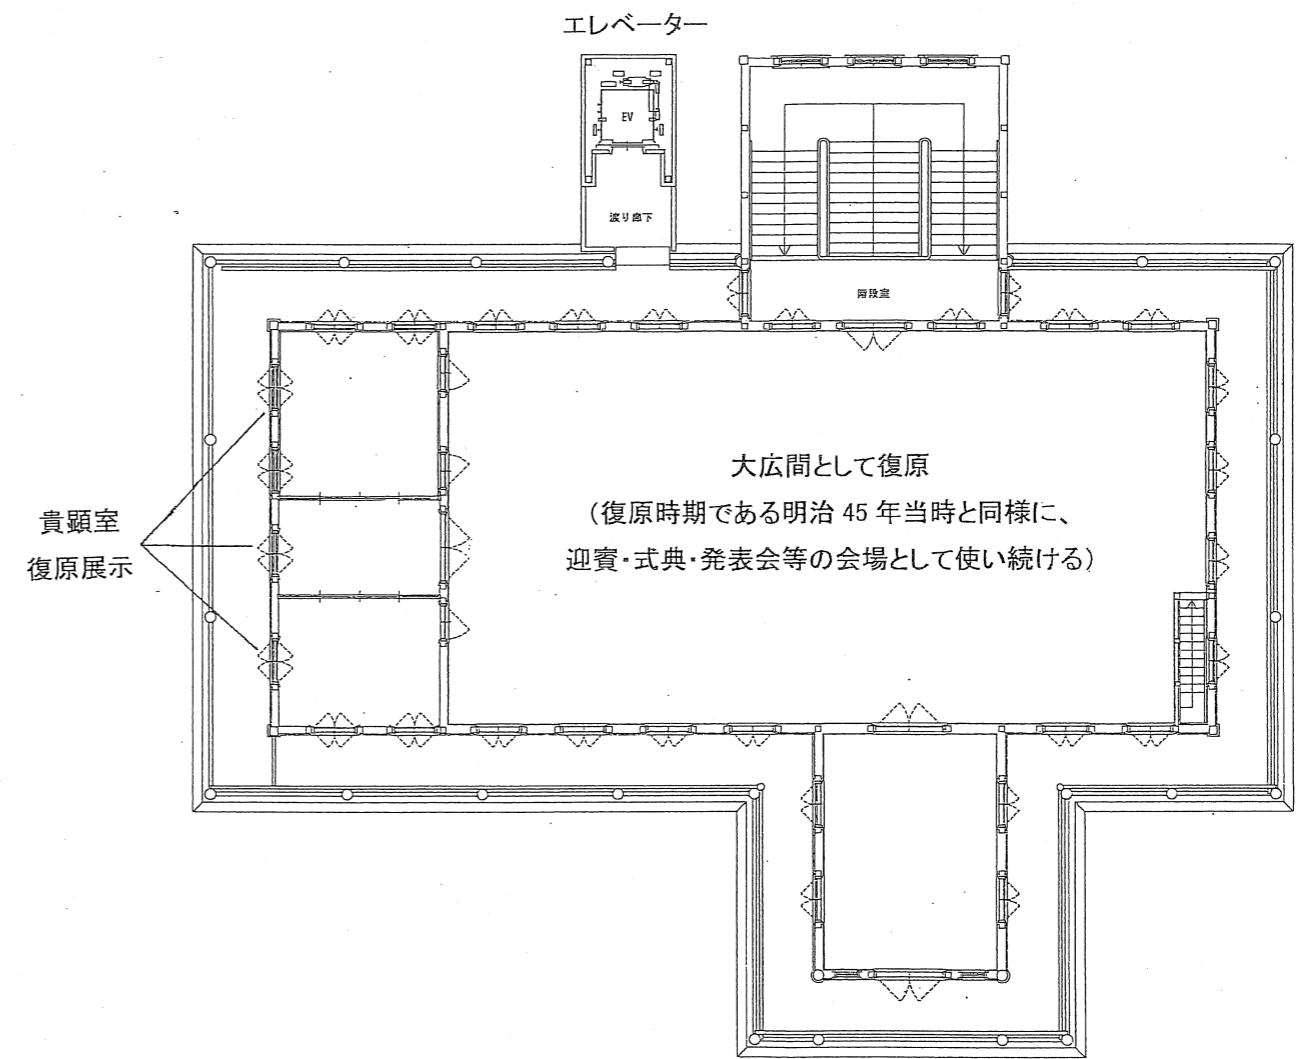 エレベーター
EV
渡り廊下
階段室
大広間として復原
（復原時期である明治 45 年当時と同様に、
迎賓・式典・発表会等の会場として使い続ける）
貴顕室
復原展示